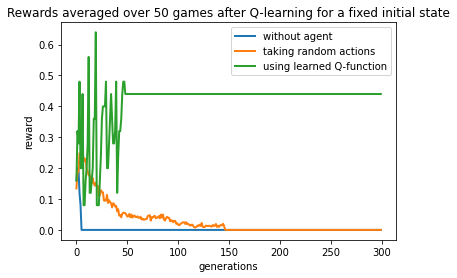 Rewards averaged over 50 games after Q-learning for a fixed initial state
without agent
taking random actions
using learned Q-function
reward
0.6
0.5
0.4
0.3
0.2
0.1
0.0
0 50 100 150 200 250 300
generations